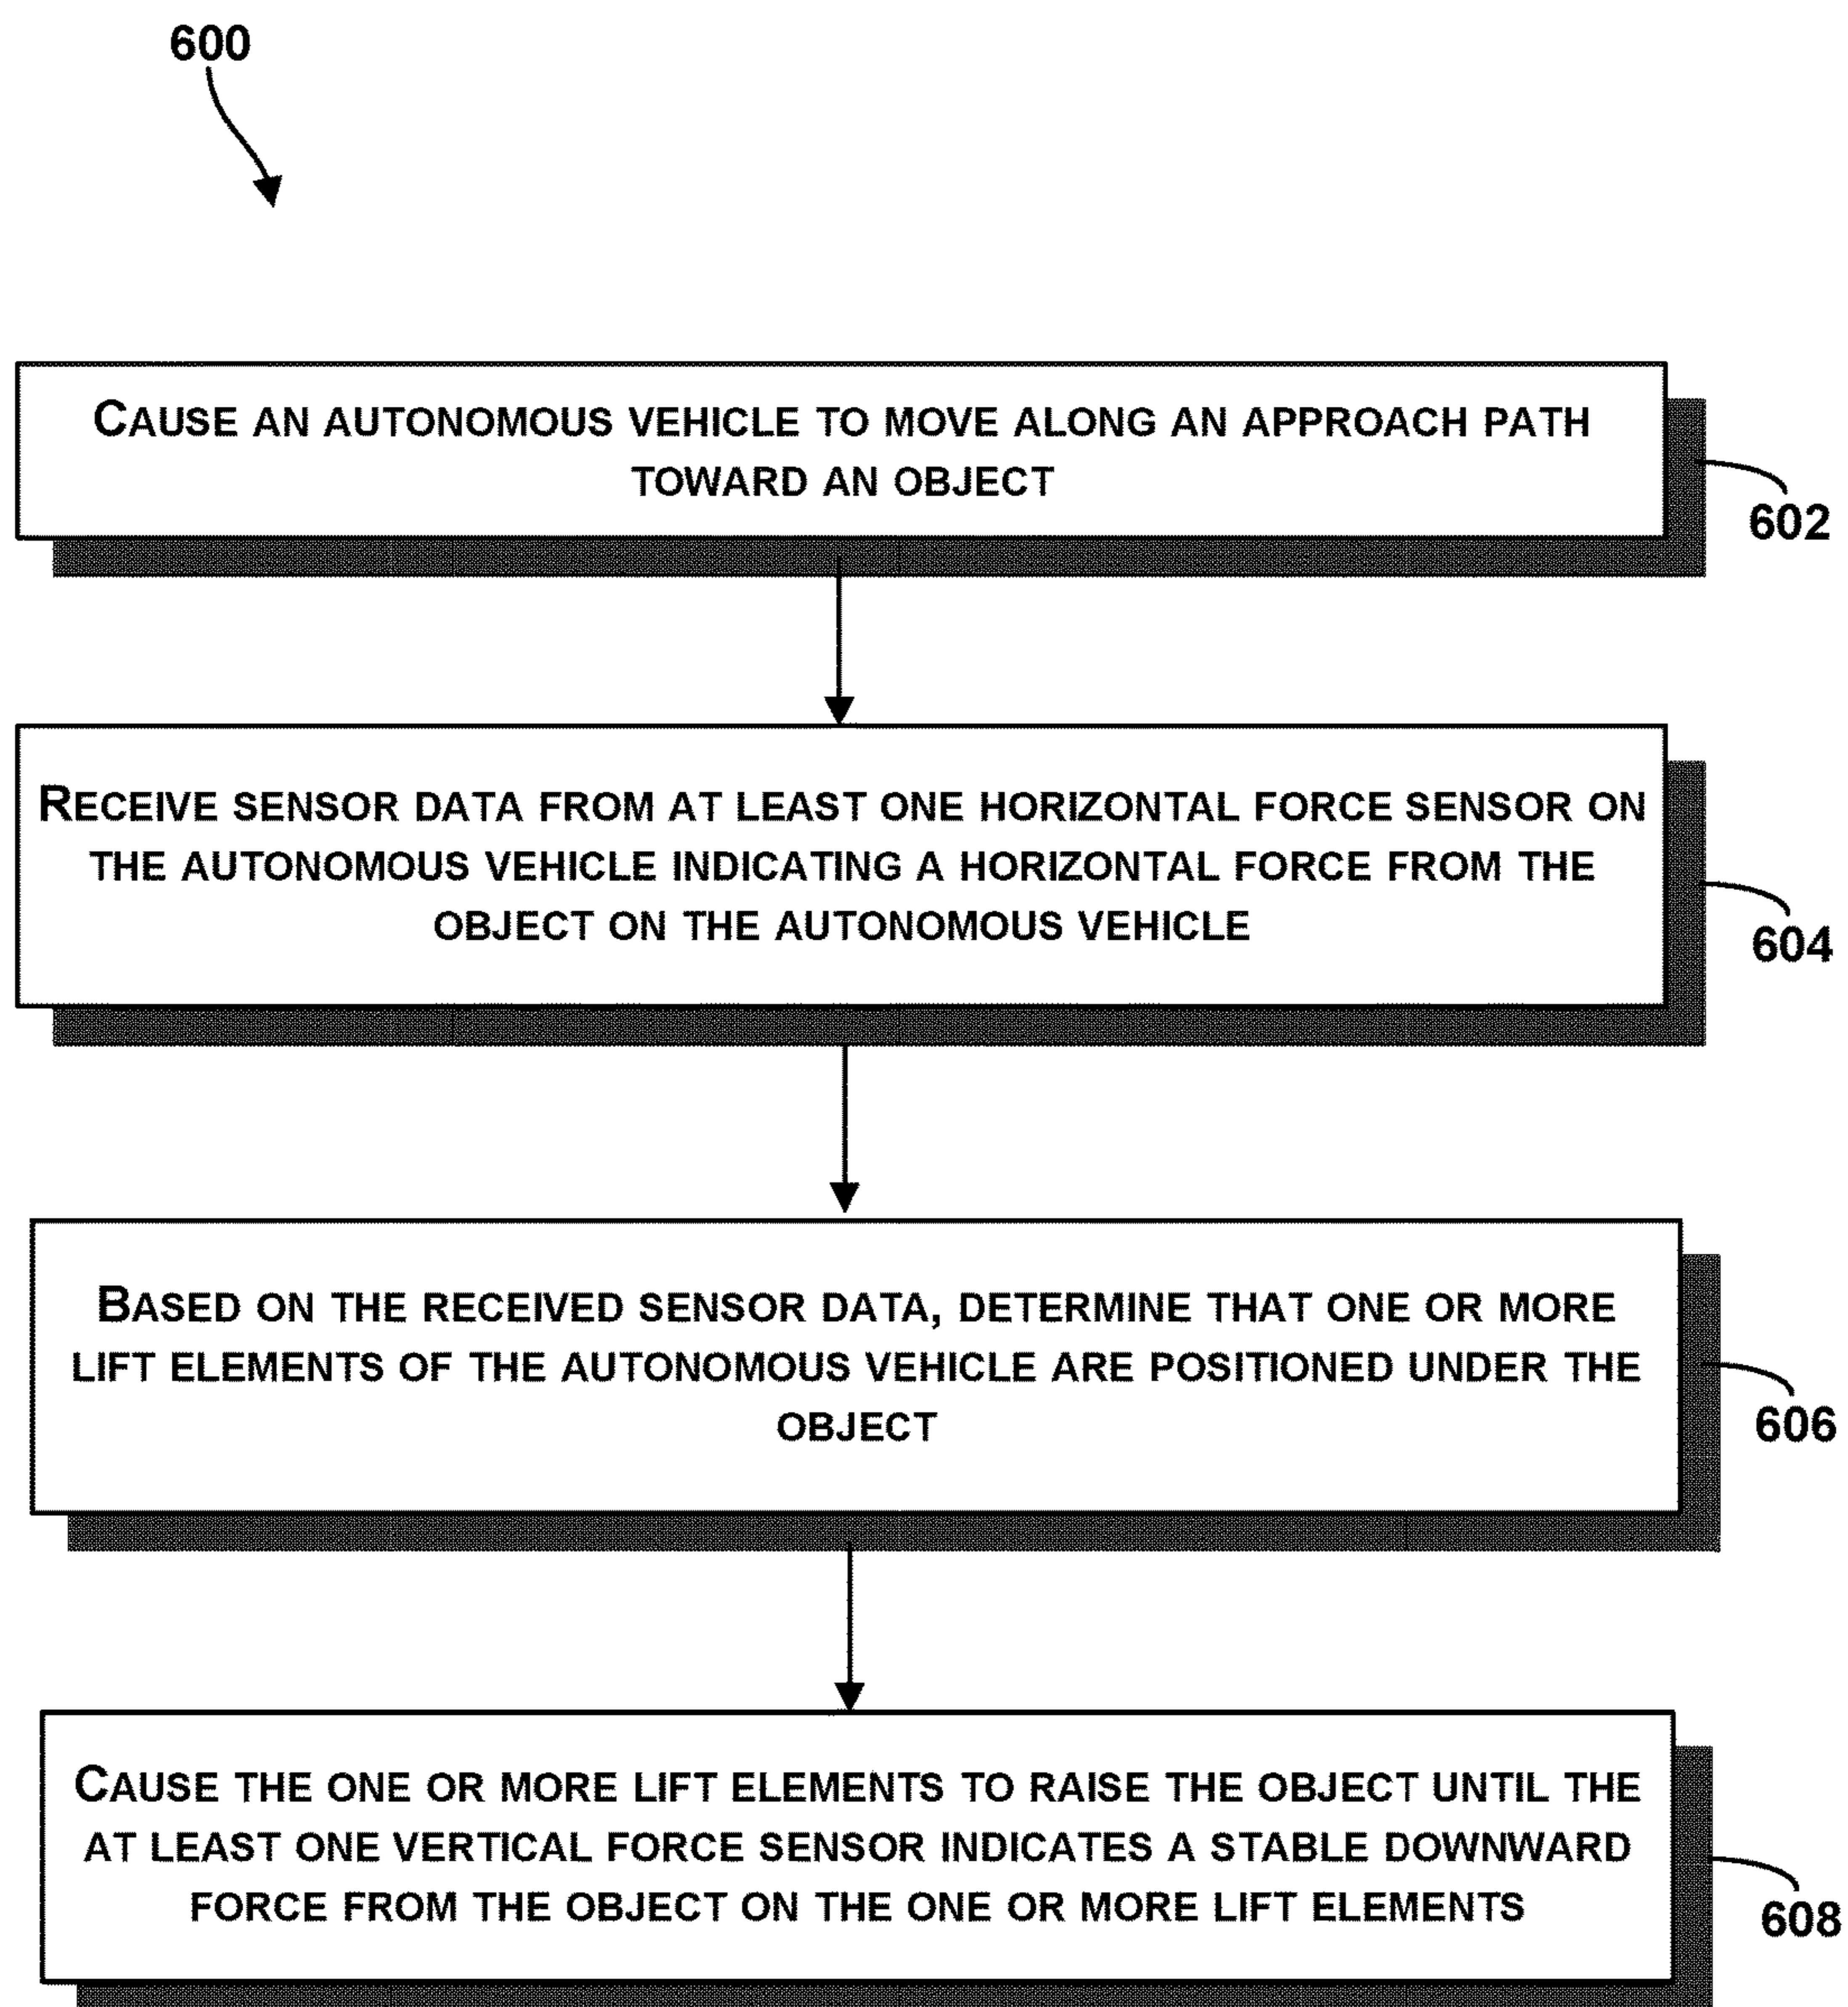 600
CAUSE AN AUTONOMOUS VEHICLE TO MOVE ALONG AN APPROACH PATH
TOWARD AN OBJECT
602
RECEIVE SENSOR DATA FROM AT LEAST ONE HORIZONTAL FORCE SENSOR ON
THE AUTONOMOUS VEHICLE INDICATING A HORIZONTAL FORCE FROM THE
OBJECT ON THE AUTONOMOUS VEHICLE
604
BASED ON THE RECEIVED SENSOR DATA, DETERMINE THAT ONE OR MORE
LIFT ELEMENTS OF THE AUTONOMOUS VEHICLE ARE POSITIONED UNDER THE
OBJECT
606
CAUSE THE ONE OR MORE LIFT ELEMENTS TO RAISE THE OBJECT UNTIL THE
AT LEAST ONE VERTICAL FORCE SENSOR INDICATES A STABLE DOWNWARD
FORCE FROM THE OBJECT ON THE ONE OR MORE LIFT ELEMENTS
608